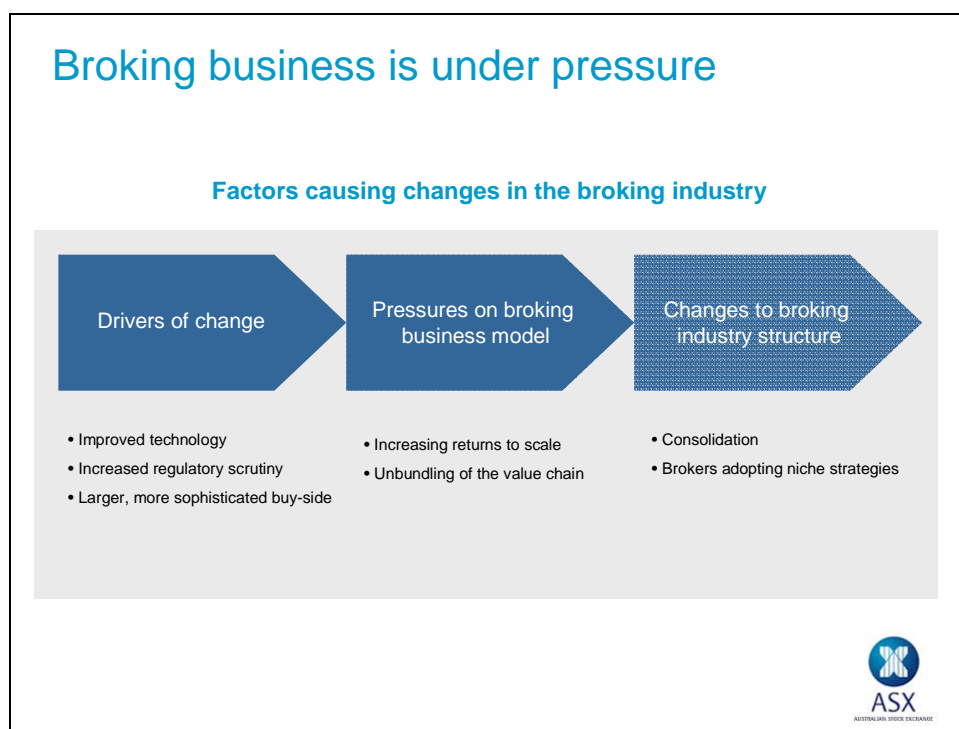 Broking business is under pressure
Factors causing changes in the broking industry
Drivers of change
Pressures on broking
business model
Changes to broking
industry structure
• Improved technology
• Increased regulatory scrutiny
• Larger, more sophisticated buy-side
• Increasing returns to scale
• Unbundling of the value chain
• Consolidation
• Brokers adopting niche strategies
ASX
AUSTRALIAN STOCK EXCHANGE